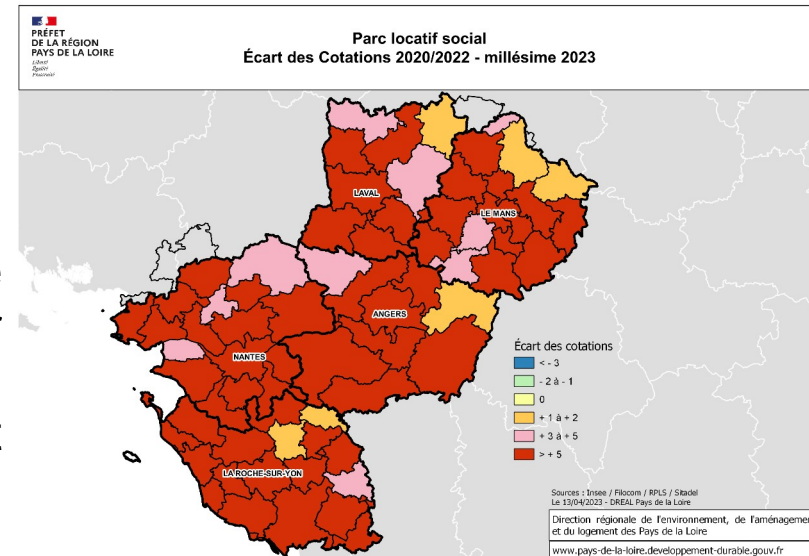 PRÉFET
DE LA RÉGION
PAYS DE LA LOIRE
Liberté
Égalité
Fraternité
Parc locatif social
Écart des Cotations 2020/2022 - millésime 2023
LAVAL
LE MANS
ANGERS
NANTES
LA ROCHE-SUR-YON
Écart des cotations
< - 3
- 2 à - 1
0
+ 1 à + 2
+ 3 à + 5
> + 5
Sources : Insee / Filocom / RPLS / Sitadel
Le 13/04/2023 - DREAL Pays de la Loire
Direction régionale de l'environnement, de l'aménagemen
et du logement des Pays de la Loire
www.pays-de-la-loire.developpement-durable.gouv.fr